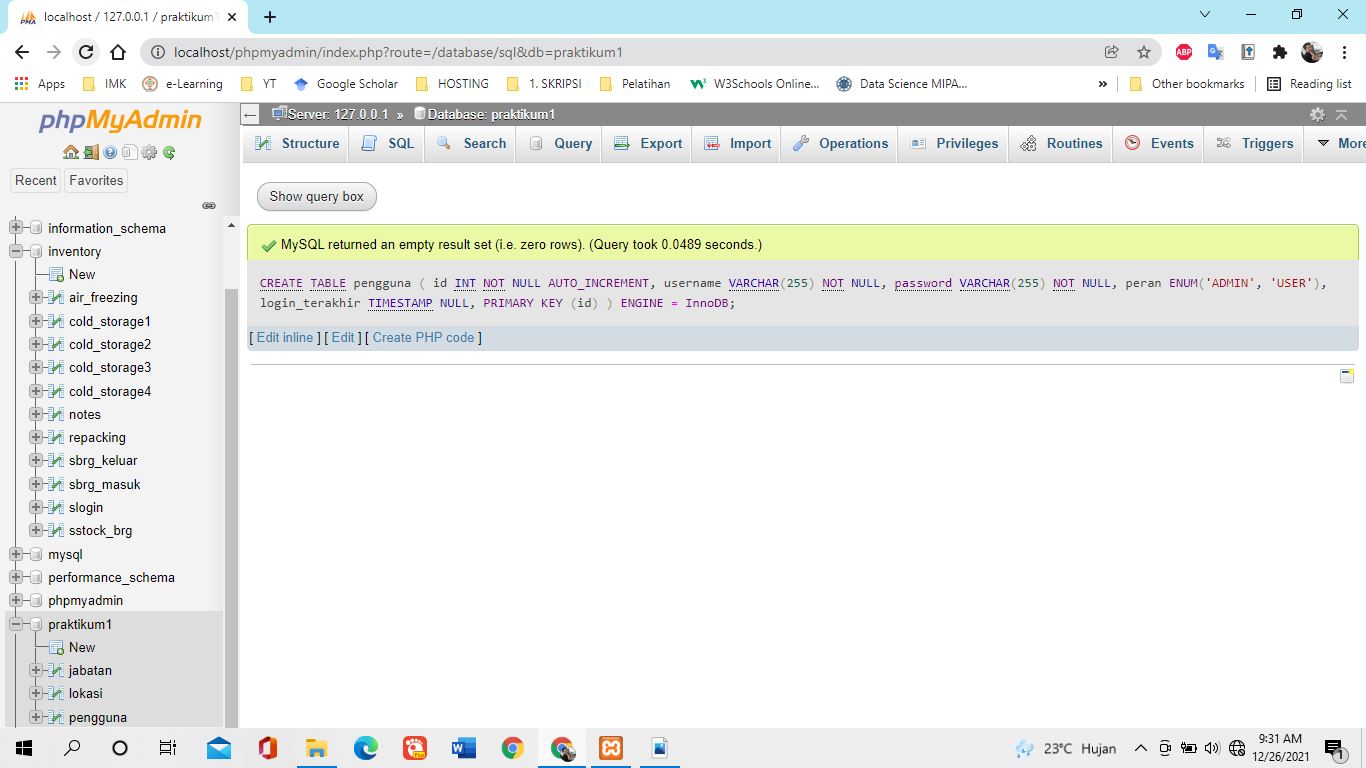 localhost / 127.0.0.1 / praktikum1
localhost/phpmyadmin/index.php?route=/database/sql&db=praktikum1
Apps IMK e-Learning YT Google Scholar HOSTING 1. SKRIPSI Pelatihan W3Schools Online... Data Science MIPA... » Other bookmarks Reading list
phpMyAdmin
Recent Favorites
information_schema
inventory
New
air_freezing
cold_storage1
cold_storage2
cold_storage3
cold_storage4
notes
repacking
sbrg_keluar
sbrg_masuk
slogin
sstock_brg
mysql
performance_schema
phpmyadmin
praktikum1
New
jabatan
lokasi
pengguna
Server: 127.0.0.1 » Database: praktikum1
Structure SQL Search Query Export Import Operations Privileges Routines Events Triggers More
Show query box
MySQL returned an empty result set (i.e. zero rows). (Query took 0.0489 seconds.)
CREATE TABLE pengguna ( id INT NOT NULL AUTO_INCREMENT, username VARCHAR(255) NOT NULL, password VARCHAR(255) NOT NULL, peran ENUM('ADMIN', 'USER'),
login_terakhir TIMESTAMP NULL, PRIMARY KEY (id) ) ENGINE = InnoDB;
[ Edit inline ] [ Edit ] [ Create PHP code ]
23°C Hujan
9:31 AM
12/26/2021
1